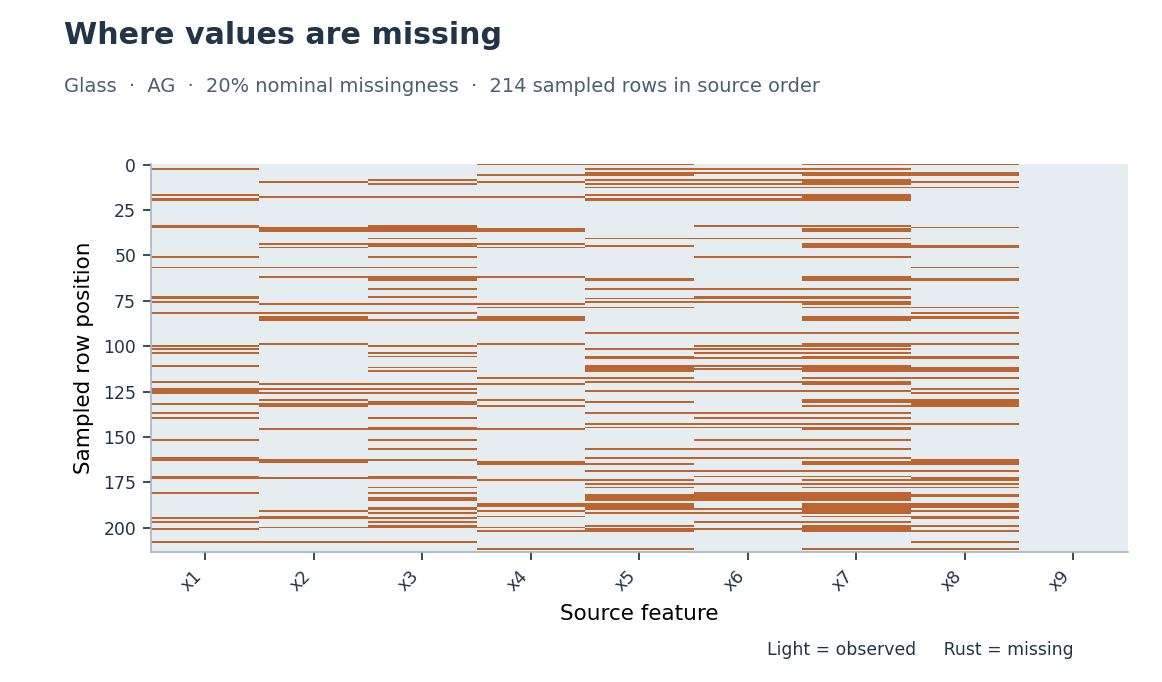 Where values are missing
Glass · AG · 20% nominal missingness · 214 sampled rows in source order
0
25
50
75
100
125
150
175
200
Sampled row position
x1 x2 x3 x4 x5 x6 x7 x8 x9
Source feature
Light = observed Rust = missing